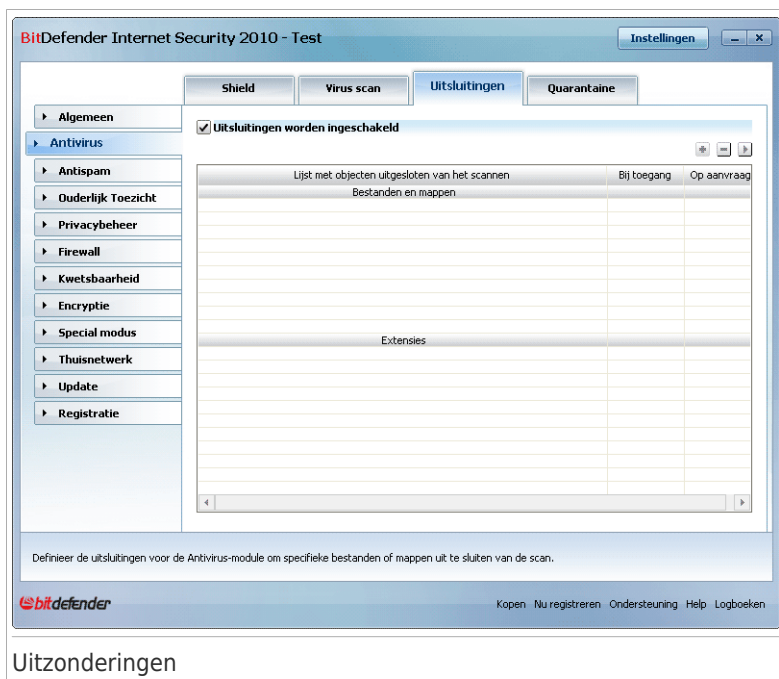 BitDefender Internet Security 2010 - Test
Instellingen
Shield
Virus scan
Uitsluitingen
Quarantaine
Algemeen
Antivirus
Antispam
Ouderlijk Toezicht
Privacybeheer
Firewall
Kwetsbaarheid
Encryptie
Special modus
Thuisnetwerk
Update
Registratie
Uitsluitingen worden ingeschakeld
Lijst met objecten uitgesloten van het scannen Bij toegang Op aanvraag
Bestanden en mappen
Extensies
Definieer de uitsluitingen voor de Antivirus-module om specifieke bestanden of mappen uit te sluiten van de scan.
bitdefender
Kopen Nu registreren Ondersteuning Help Logboeken
Uitzonderingen